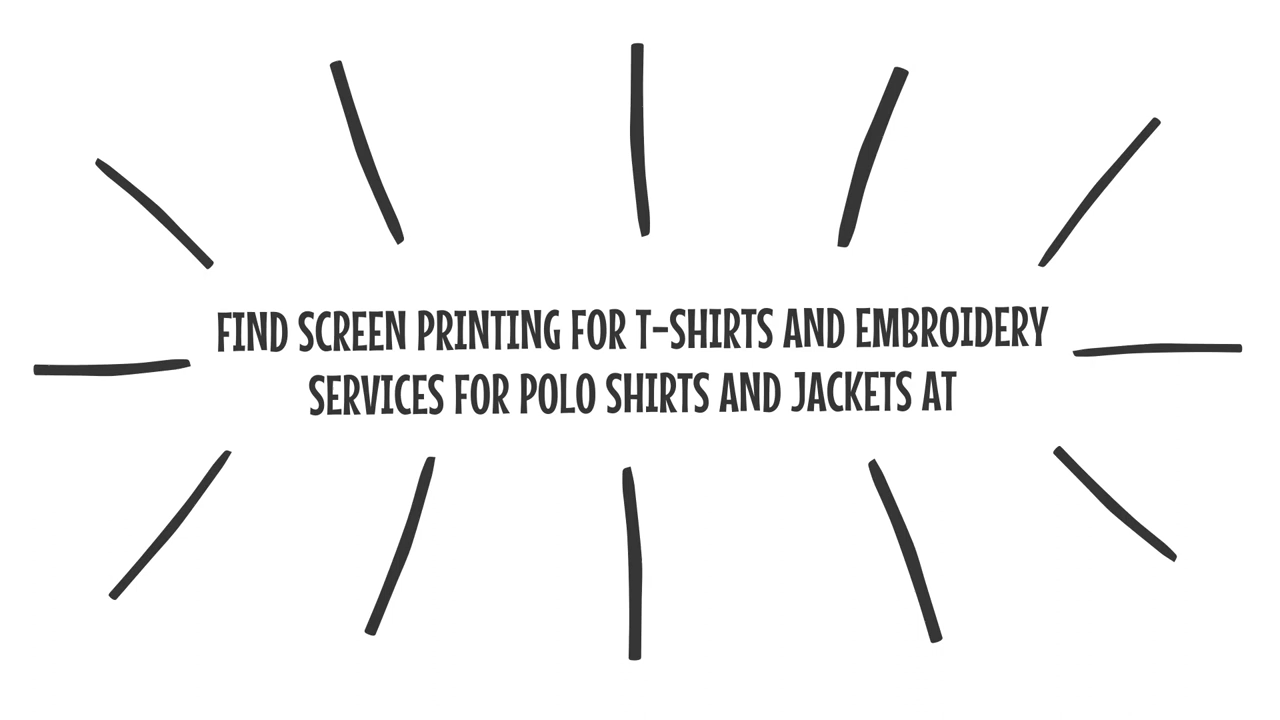 FIND SCREEN PRINTING FOR T-SHIRTS AND EMBROIDERY
SERVICES FOR POLO SHIRTS AND JACKETS AT